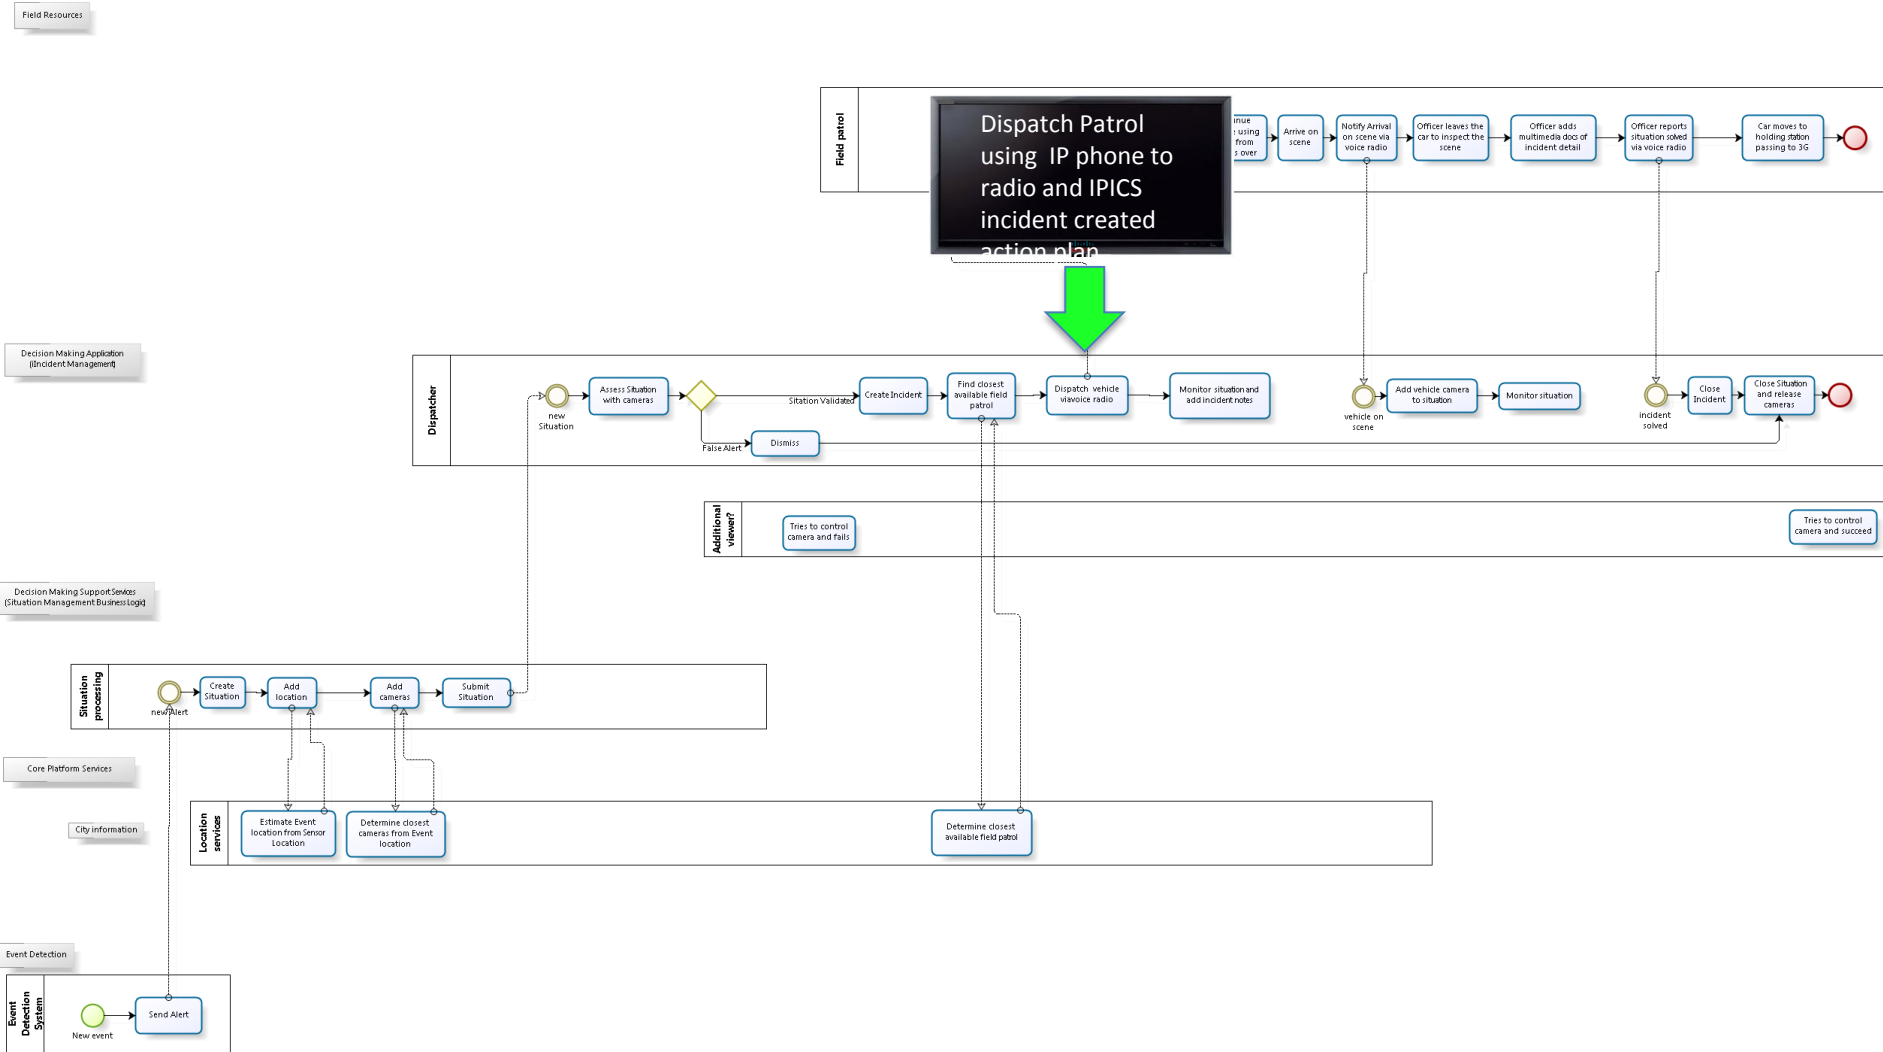 Field Resources
Field patrol
Dispatch Patrol
using IP phone to
radio and IPICS
incident created
action plan
using
from
s over
Arrive on
scene
Notify Arrival
on scene via
voice radio
Officer leaves the
car to inspect the
scene
Officer adds
multimedia docs of
incident detail
Officer reports
situation solved
via voice radio
Car moves to
holding station
passing to 3G
Decision Making Application
(iIncident Management)
Dispatcher
new
Situation
Assess Situation
with cameras
Sitation Validated
False Alert
Dismiss
Create Incident
Find closest
available field
patrol
Dispatch vehicle
viavoice radio
Monitor situation and
add incident notes
vehicle on
scene
Add vehicle camera
to situation
Monitor situation
incident
solved
Close
Incident
Close Situation
and release
cameras
Additional
viewer?
Tries to control
camera and fails
Tries to control
camera and succeed
Decision Making Support Services
(Situation Management Business Logic)
Situation
processing
new Alert
Create
Situation
Add
location
Add
cameras
Submit
Situation
Core Platform Services
City information
Location
services
Estimate Event
location from Sensor
Location
Determine closest
cameras from Event
location
Determine closest
available field patrol
Event Detection
Event
Detection
System
New event
Send Alert